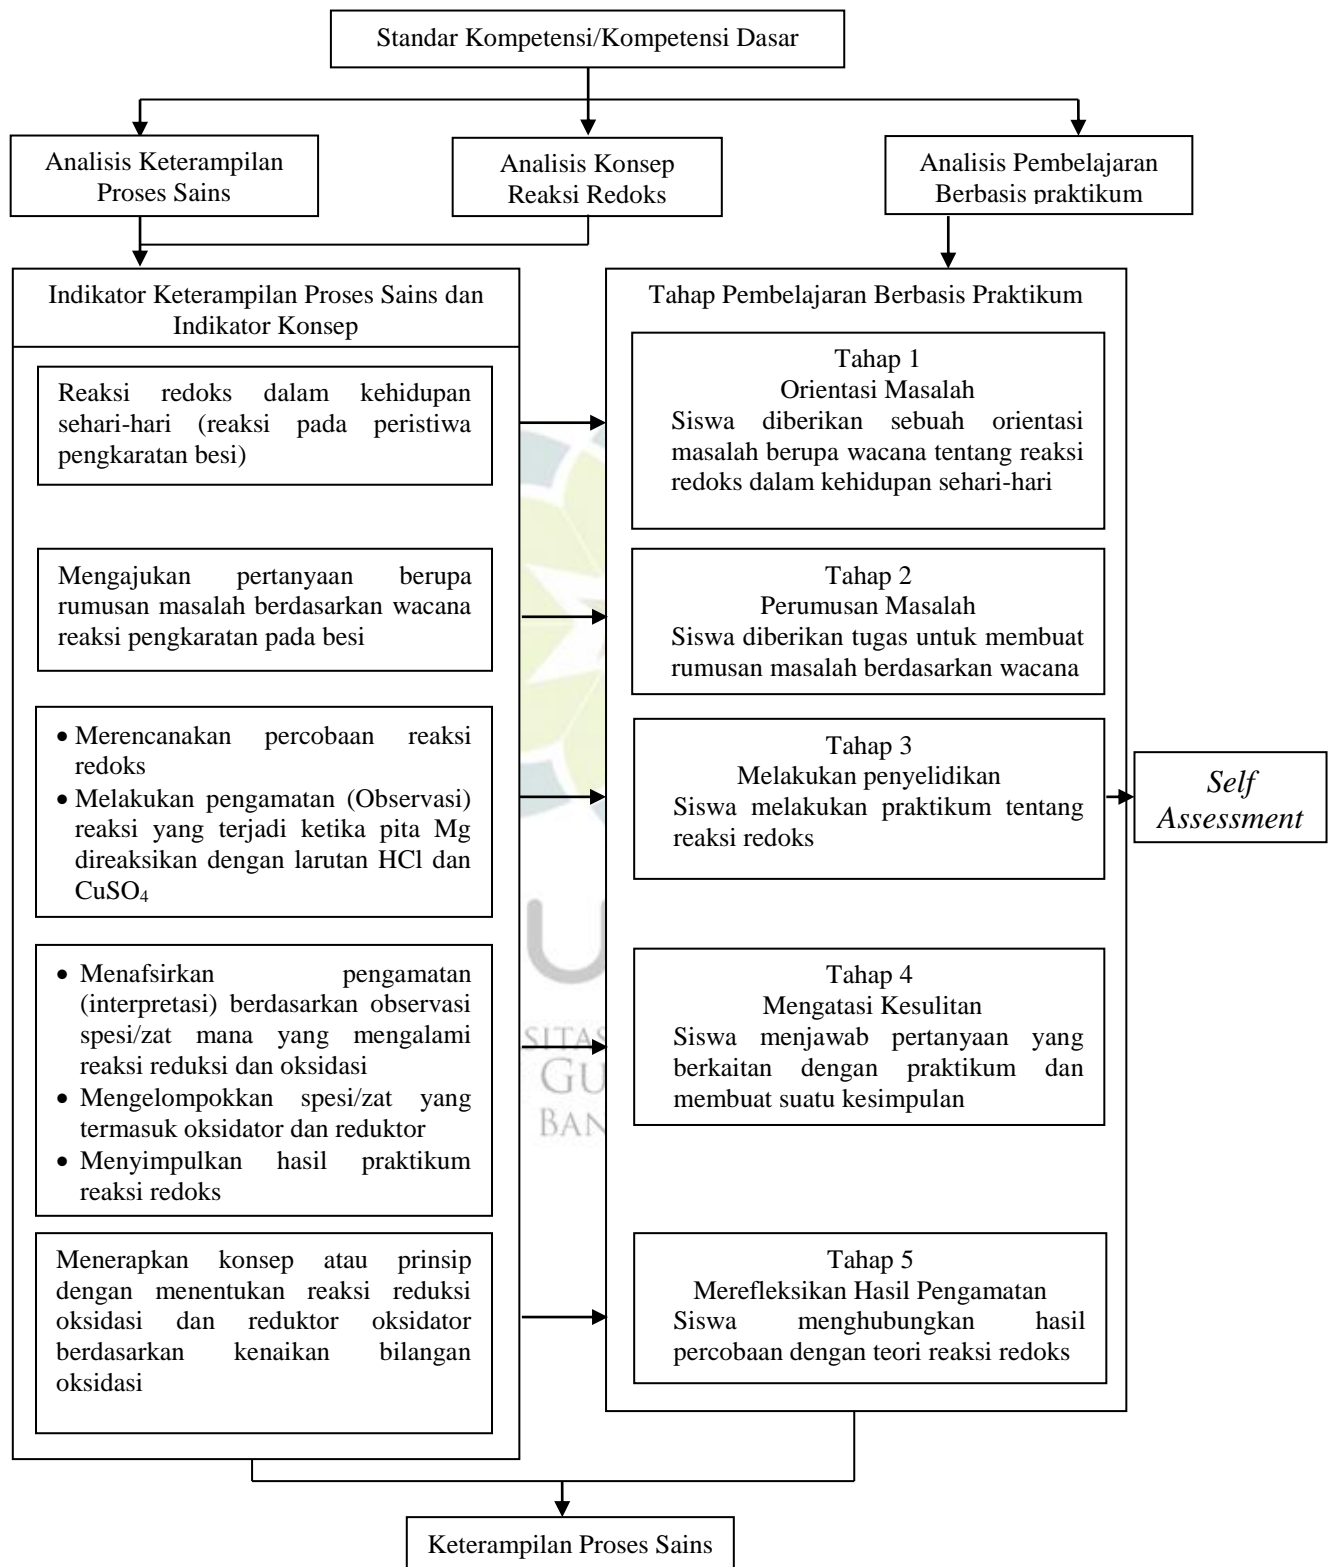 Standar Kompetensi/Kompetensi Dasar
Analisis Keterampilan
Proses Sains
Analisis Konsep
Reaksi Redoks
Analisis Pembelajaran
Berbasis praktikum
Indikator Keterampilan Proses Sains dan
Indikator Konsep
Reaksi redoks dalam kehidupan
sehari-hari (reaksi pada peristiwa
pengkaratan besi)
Mengajukan pertanyaan berupa
rumusan masalah berdasarkan wacana
reaksi pengkaratan pada besi
• Merencanakan percobaan reaksi
redoks
• Melakukan pengamatan (Observasi)
reaksi yang terjadi ketika pita Mg
direaksikan dengan larutan HCl dan
CuSO₄
• Menafsirkan pengamatan
(interpretasi) berdasarkan observasi
spesi/zat mana yang mengalami
reaksi reduksi dan oksidasi
• Mengelompokkan spesi/zat yang
termasuk oksidator dan reduktor
• Menyimpulkan hasil praktikum
reaksi redoks
Menerapkan konsep atau prinsip
dengan menentukan reaksi reduksi
oksidasi dan reduktor oksidator
berdasarkan kenaikan bilangan
oksidasi
Tahap Pembelajaran Berbasis Praktikum
Tahap 1
Orientasi Masalah
Siswa diberikan sebuah orientasi
masalah berupa wacana tentang reaksi
redoks dalam kehidupan sehari-hari
Tahap 2
Perumusan Masalah
Siswa diberikan tugas untuk membuat
rumusan masalah berdasarkan wacana
Tahap 3
Melakukan penyelidikan
Siswa melakukan praktikum tentang
reaksi redoks
Tahap 4
Mengatasi Kesulitan
Siswa menjawab pertanyaan yang
berkaitan dengan praktikum dan
membuat suatu kesimpulan
Tahap 5
Merefleksikan Hasil Pengamatan
Siswa menghubungkan hasil
percobaan dengan teori reaksi redoks
Self
Assessment
U
SITAS
GU
BAN
Keterampilan Proses Sains